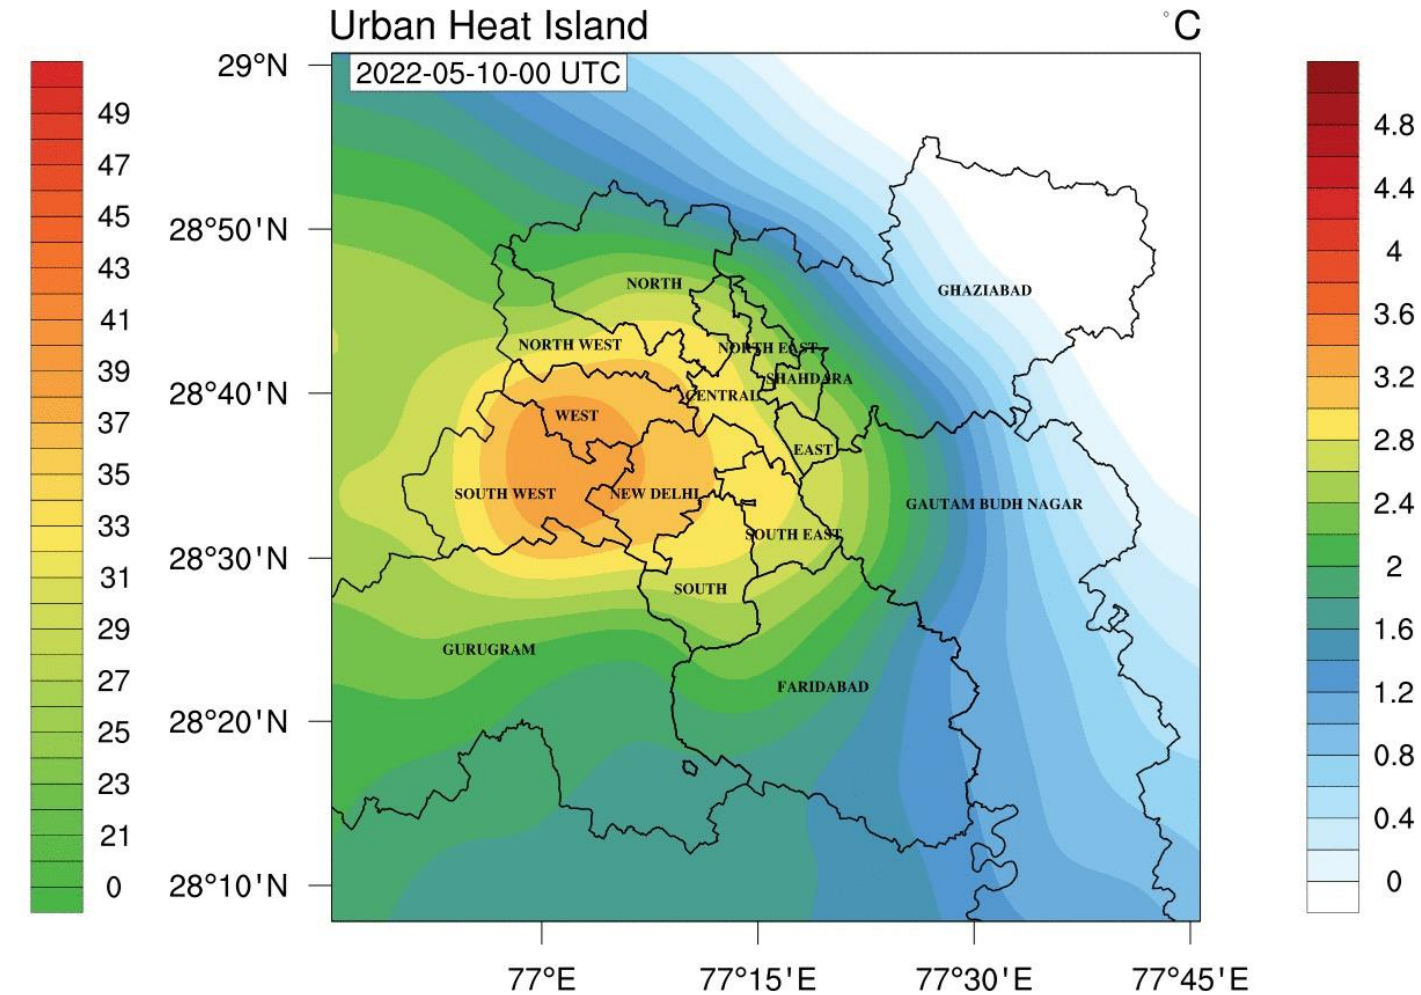 Urban Heat Island
°C
2022-05-10-00 UTC
29°N
28°50'N
28°40'N
28°30'N
28°20'N
28°10'N
77°E
77°15'E
77°30'E
77°45'E
49
47
45
43
41
39
37
35
33
31
29
27
25
23
21
0
NORTH
GHAZIABAD
NORTH WEST
NORTH EAST
SHAHDARA
CENTRAL
WEST
EAST
SOUTH WEST
NEW DELHI
GAUTAM BUDH NAGAR
SOUTH EAST
SOUTH
GURUGRAM
FARIDABAD
4.8
4.4
4
3.6
3.2
2.8
2.4
2
1.6
1.2
0.8
0.4
0